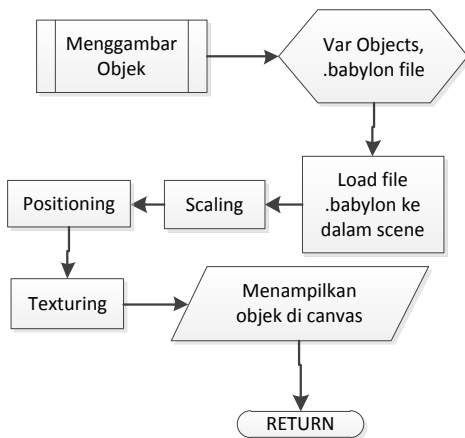 Menggambar
Objek
Var Objects,
.babylon file
Load file
.babylon ke
dalam scene
Scaling
Positioning
Texturing
Menampilkan
objek di canvas
RETURN